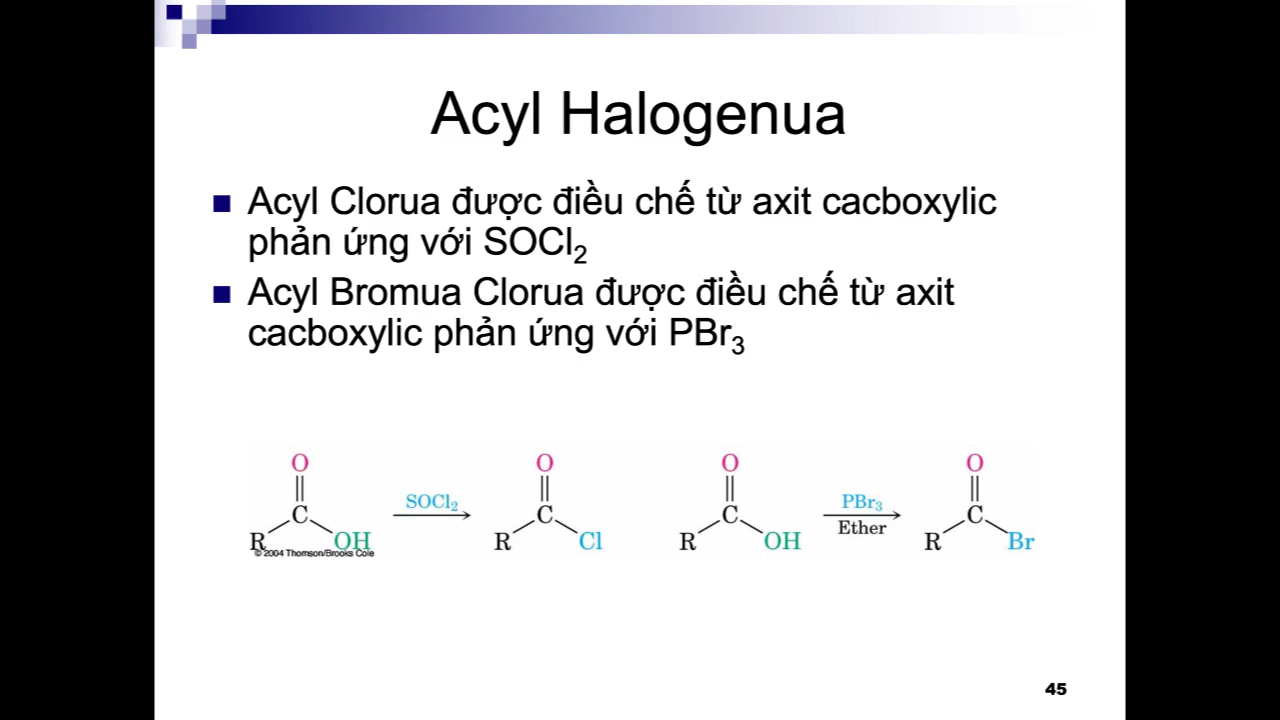 Acyl Halogenua
Acyl Clorua được điều chế từ axit cacboxylic
phản ứng với SOCl₂
Acyl Bromua Clorua được điều chế từ axit
cacboxylic phản ứng với PBr₃
O O O O
SOCl₂ PBr₃
C C C Ether C
R OH R Cl R OH R Br
© 2004 Thomson/Brooks Cole
45